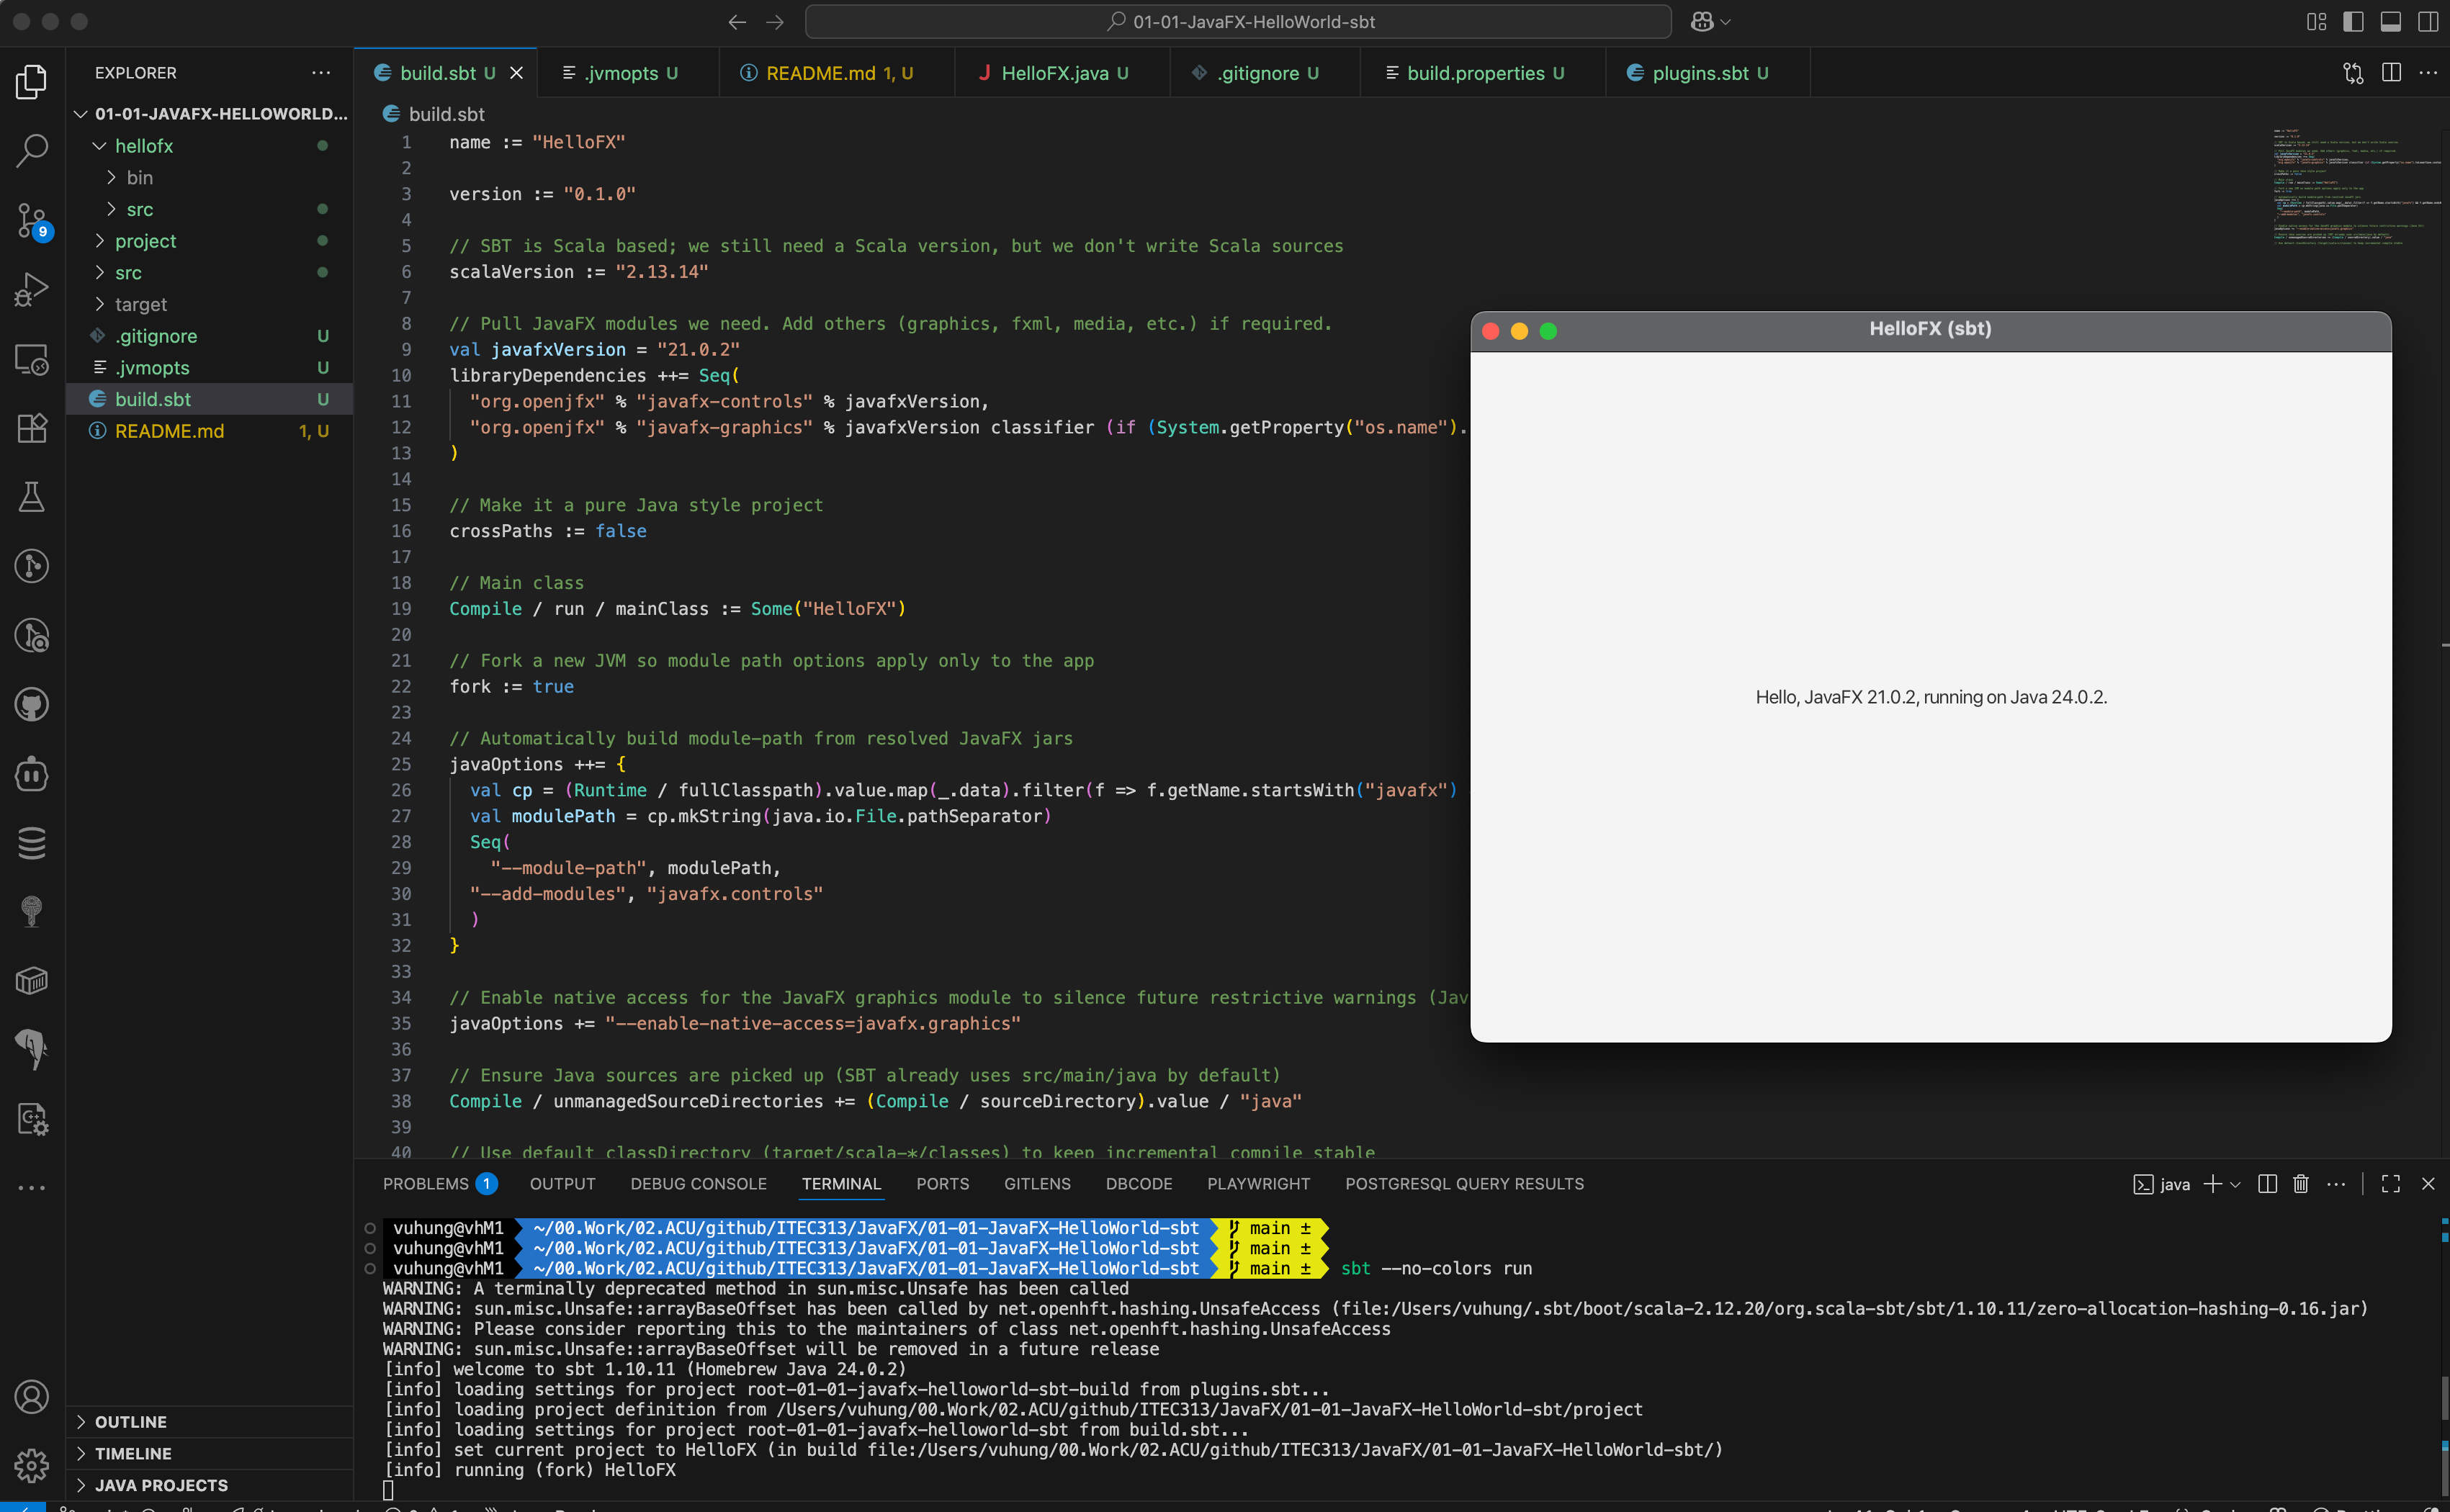 01-01-JavaFX-HelloWorld-sbt
EXPLORER
01-01-JAVAFX-HELLOWORLD...
hellofx
bin
src
project
src
target
.gitignore U
.jvmopts U
build.sbt U
README.md 1, U
9
OUTLINE
TIMELINE
JAVA PROJECTS
build.sbt U
.jvmopts U
README.md 1, U
HelloFX.java U
.gitignore U
build.properties U
plugins.sbt U
build.sbt
1 name := "HelloFX"
2
3 version := "0.1.0"
4
5 // SBT is Scala based; we still need a Scala version, but we don't write Scala sources
6 scalaVersion := "2.13.14"
7
8 // Pull JavaFX modules we need. Add others (graphics, fxml, media, etc.) if required.
9 val javafxVersion = "21.0.2"
10 libraryDependencies ++= Seq(
11 "org.openjfx" % "javafx-controls" % javafxVersion,
12 "org.openjfx" % "javafx-graphics" % javafxVersion classifier (if (System.getProperty("os.name").
13 )
14
15 // Make it a pure Java style project
16 crossPaths := false
17
18 // Main class
19 Compile / run / mainClass := Some("HelloFX")
20
21 // Fork a new JVM so module path options apply only to the app
22 fork := true
23
24 // Automatically build module-path from resolved JavaFX jars
25 javaOptions ++= {
26 val cp = (Runtime / fullClasspath).value.map(_.data).filter(f => f.getName.startsWith("javafx")
27 val modulePath = cp.mkString(java.io.File.pathSeparator)
28 Seq(
29 "--module-path", modulePath,
30 "--add-modules", "javafx.controls"
31 )
32 }
33
34 // Enable native access for the JavaFX graphics module to silence future restrictive warnings (Jav
35 javaOptions += "--enable-native-access=javafx.graphics"
36
37 // Ensure Java sources are picked up (SBT already uses src/main/java by default)
38 Compile / unmanagedSourceDirectories += (Compile / sourceDirectory).value / "java"
39
40 // Use default classDirectory (target/scala-*/classes) to keep incremental compile stable
HelloFX (sbt)
Hello, JavaFX 21.0.2, running on Java 24.0.2.
PROBLEMS 1 OUTPUT DEBUG CONSOLE TERMINAL PORTS GITLENS DBCODE PLAYWRIGHT POSTGRESQL QUERY RESULTS
java
vuhung@vhM1 ~/00.Work/02.ACU/github/ITEC313/JavaFX/01-01-JavaFX-HelloWorld-sbt main ±
vuhung@vhM1 ~/00.Work/02.ACU/github/ITEC313/JavaFX/01-01-JavaFX-HelloWorld-sbt main ±
vuhung@vhM1 ~/00.Work/02.ACU/github/ITEC313/JavaFX/01-01-JavaFX-HelloWorld-sbt main ± sbt --no-colors run
WARNING: A terminally deprecated method in sun.misc.Unsafe has been called
WARNING: sun.misc.Unsafe::arrayBaseOffset has been called by net.openhft.hashing.UnsafeAccess (file:/Users/vuhung/.sbt/boot/scala-2.12.20/org.scala-sbt/sbt/1.10.11/zero-allocation-hashing-0.16.jar)
WARNING: Please consider reporting this to the maintainers of class net.openhft.hashing.UnsafeAccess
WARNING: sun.misc.Unsafe::arrayBaseOffset will be removed in a future release
[info] welcome to sbt 1.10.11 (Homebrew Java 24.0.2)
[info] loading settings for project root-01-01-javafx-helloworld-sbt-build from plugins.sbt...
[info] loading project definition from /Users/vuhung/00.Work/02.ACU/github/ITEC313/JavaFX/01-01-JavaFX-HelloWorld-sbt/project
[info] loading settings for project root-01-01-javafx-helloworld-sbt from build.sbt...
[info] set current project to HelloFX (in build file:/Users/vuhung/00.Work/02.ACU/github/ITEC313/JavaFX/01-01-JavaFX-HelloWorld-sbt/)
[info] running (fork) HelloFX